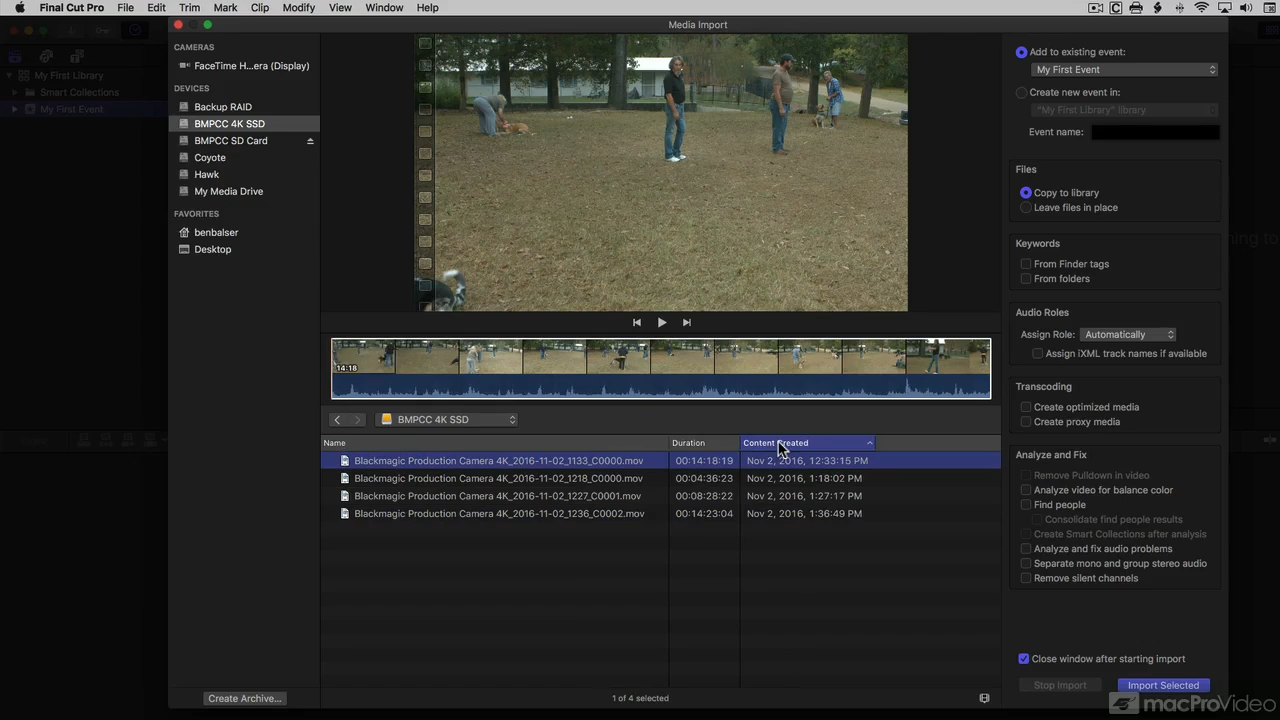 Final Cut Pro File Edit Trim Mark Clip Modify View Window Help
Media Import
My First Library
Smart Collections
My First Event
CAMERAS
FaceTime H...era (Display)
DEVICES
Backup RAID
BMPCC 4K SSD
BMPCC SD Card
Coyote
Hawk
My Media Drive
FAVORITES
benbalser
Desktop
Create Archive...
14:18
BMPCC 4K SSD
Name Duration Content Created
Blackmagic Production Camera 4K_2016-11-02_1133_C0000.mov 00:14:18:19 Nov 2, 2016, 12:33:15 PM
Blackmagic Production Camera 4K_2016-11-02_1218_C0000.mov 00:04:36:23 Nov 2, 2016, 1:18:02 PM
Blackmagic Production Camera 4K_2016-11-02_1227_C0001.mov 00:08:28:22 Nov 2, 2016, 1:27:17 PM
Blackmagic Production Camera 4K_2016-11-02_1236_C0002.mov 00:14:23:04 Nov 2, 2016, 1:36:49 PM
1 of 4 selected
Add to existing event:
My First Event
Create new event in:
"My First Library" library
Event name:
Files
Copy to library
Leave files in place
Keywords
From Finder tags
From folders
Audio Roles
Assign Role: Automatically
Assign iXML track names if available
Transcoding
Create optimized media
Create proxy media
Analyze and Fix
Remove Pulldown in video
Analyze video for balance color
Find people
Consolidate find people results
Create Smart Collections after analysis
Analyze and fix audio problems
Separate mono and group stereo audio
Remove silent channels
Close window after starting import
Stop Import Import Selected
macProVideo